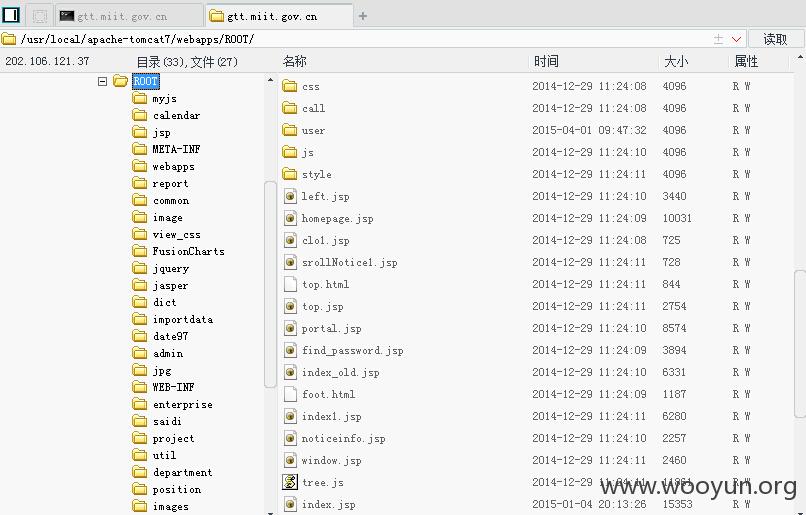 gtt.miit.gov.cn
gtt.miit.gov.cn
/usr/local/apache-tomcat7/webapps/ROOT/
读取
202.106.121.37
目录(33),文件(27)
名称
时间
大小
属性
ROOT
myjs
calendar
jsp
META-INF
webapps
report
common
image
view_css
FusionCharts
jquery
jasper
dict
importdata
date97
admin
jpg
WEB-INF
enterprise
saidi
project
util
department
position
images
css 2014-12-29 11:24:08 4096 R W
call 2014-12-29 11:24:08 4096 R W
user 2015-04-01 09:47:32 4096 R W
js 2014-12-29 11:24:10 4096 R W
style 2014-12-29 11:24:11 4096 R W
left.jsp 2014-12-29 11:24:10 3440 R W
homepage.jsp 2014-12-29 11:24:09 10031 R W
clo1.jsp 2014-12-29 11:24:08 725 R W
srollNotice1.jsp 2014-12-29 11:24:11 728 R W
top.html 2014-12-29 11:24:11 844 R W
top.jsp 2014-12-29 11:24:11 2754 R W
portal.jsp 2014-12-29 11:24:10 8574 R W
find_password.jsp 2014-12-29 11:24:09 3894 R W
index_old.jsp 2014-12-29 11:24:10 6331 R W
foot.html 2014-12-29 11:24:09 1187 R W
index1.jsp 2014-12-29 11:24:11 6280 R W
noticeinfo.jsp 2014-12-29 11:24:10 2257 R W
window.jsp 2014-12-29 11:24:11 2460 R W
tree.js 2014-12-29 11:24:11 R W
index.jsp 2015-01-04 20:13:26 15353 R W
www.wooyun.org